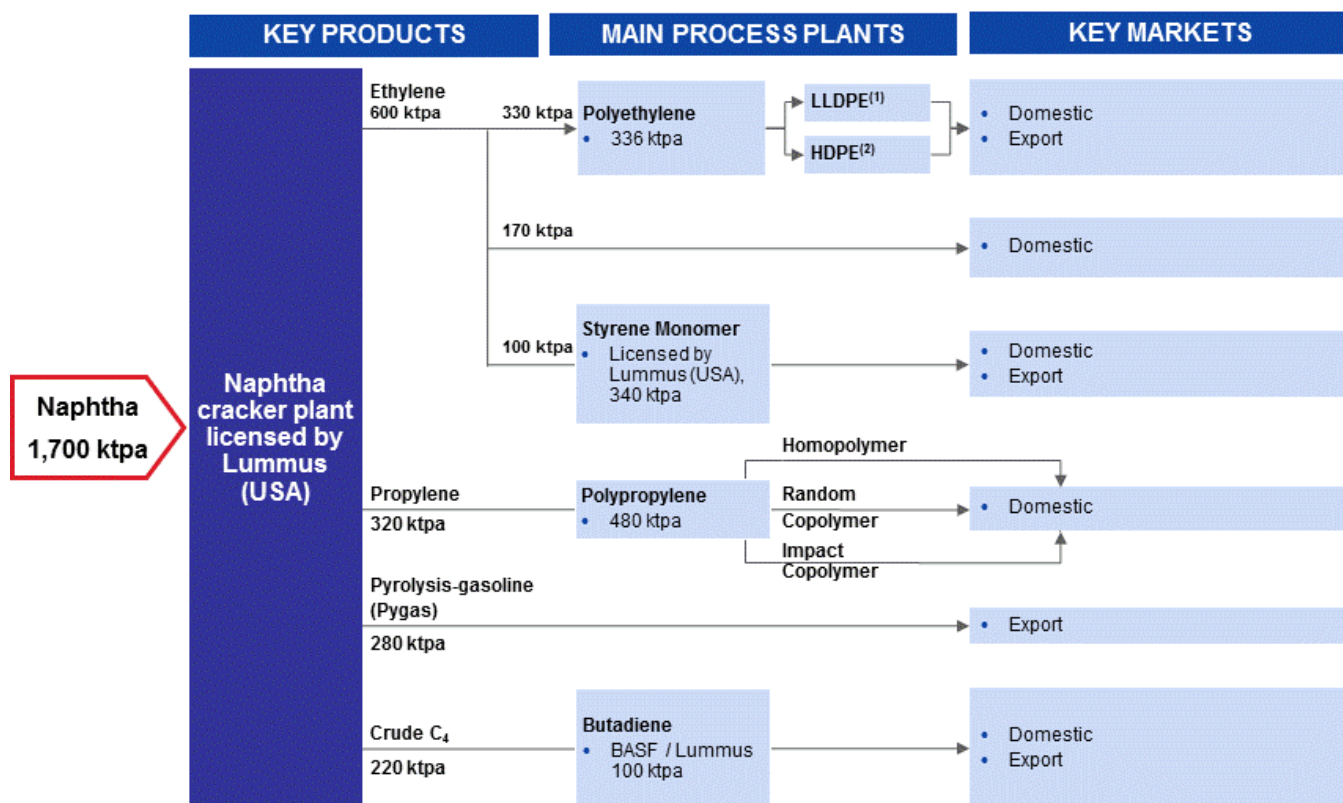 KEY PRODUCTS
MAIN PROCESS PLANTS
KEY MARKETS
Naphtha
1,700 ktpa
Naphtha
cracker plant
licensed by
Lummus
(USA)
Ethylene
600 ktpa
330 ktpa
Polyethylene
• 336 ktpa
LLDPE(1)
HDPE(2)
• Domestic
• Export
170 ktpa
• Domestic
100 ktpa
Styrene Monomer
• Licensed by
Lummus (USA),
340 ktpa
• Domestic
• Export
Propylene
320 ktpa
Polypropylene
• 480 ktpa
Homopolymer
Random
Copolymer
Impact
Copolymer
• Domestic
Pyrolysis-gasoline
(Pygas)
280 ktpa
• Export
Crude C4
220 ktpa
Butadiene
• BASF / Lummus
100 ktpa
• Domestic
• Export